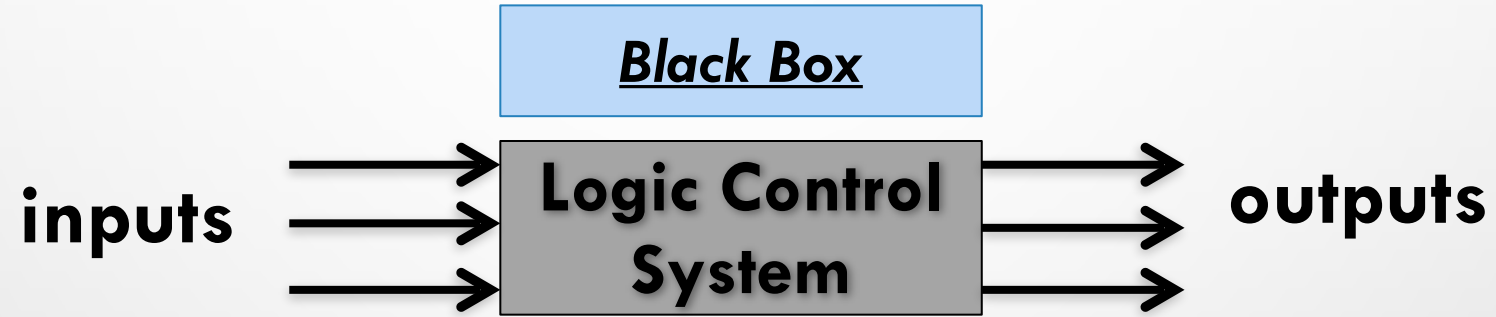 Black Box
inputs
Logic Control
System
outputs